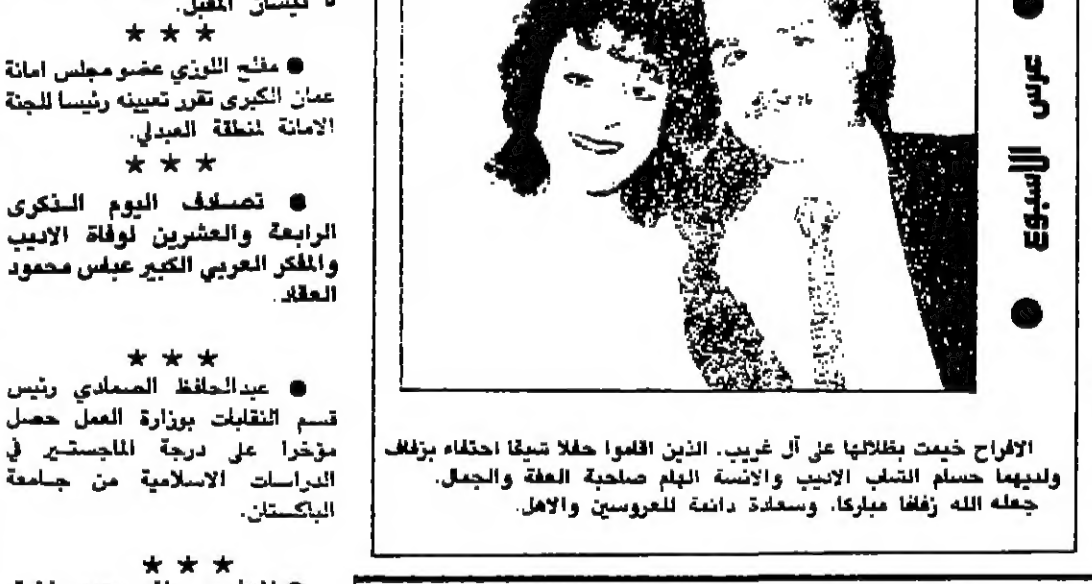 نيسان المقبل.
★ ★ ★
● مفلح اللوزي عضو مجلس امانة
عمان الكبرى تقرر تعيينه رئيسا للجنة
الامانة لمنطقة العبدلي.
★ ★ ★
● تصادف اليوم الذكرى
الرابعة والعشرين لوفاة الاديب
والمفكر العربي الكبير عباس محمود
العقاد.
★ ★ ★
● عبدالحافظ الصمادي رئيس
قسم النقابات بوزارة العمل حصل
مؤخرا على درجة الماجستير في
الدراسات الاسلامية من جامعة
الباكستان.
★ ★ ★
● عرس الاسبوع ●
الافراح خيمت بظلالها على آل غريب. الذين اقاموا حفلا شيقا احتفاء بزفاف
ولديهما حسام الشاب الاديب والانسة الهام صاحبة العفة والجمال.
جعله الله زفافا مباركا، وسعادة دائمة للعروسين والاهل.